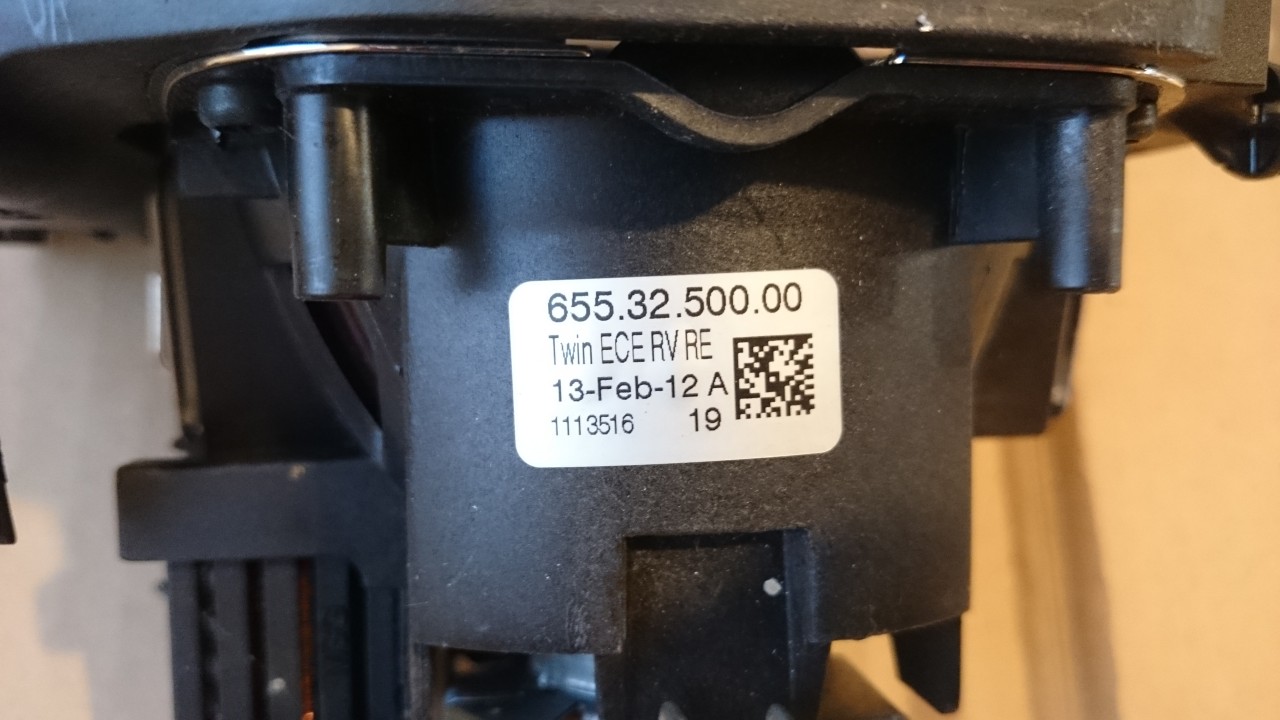 655.32.500.00
Twin ECE RV RE
13-Feb-12 A
1113516 19